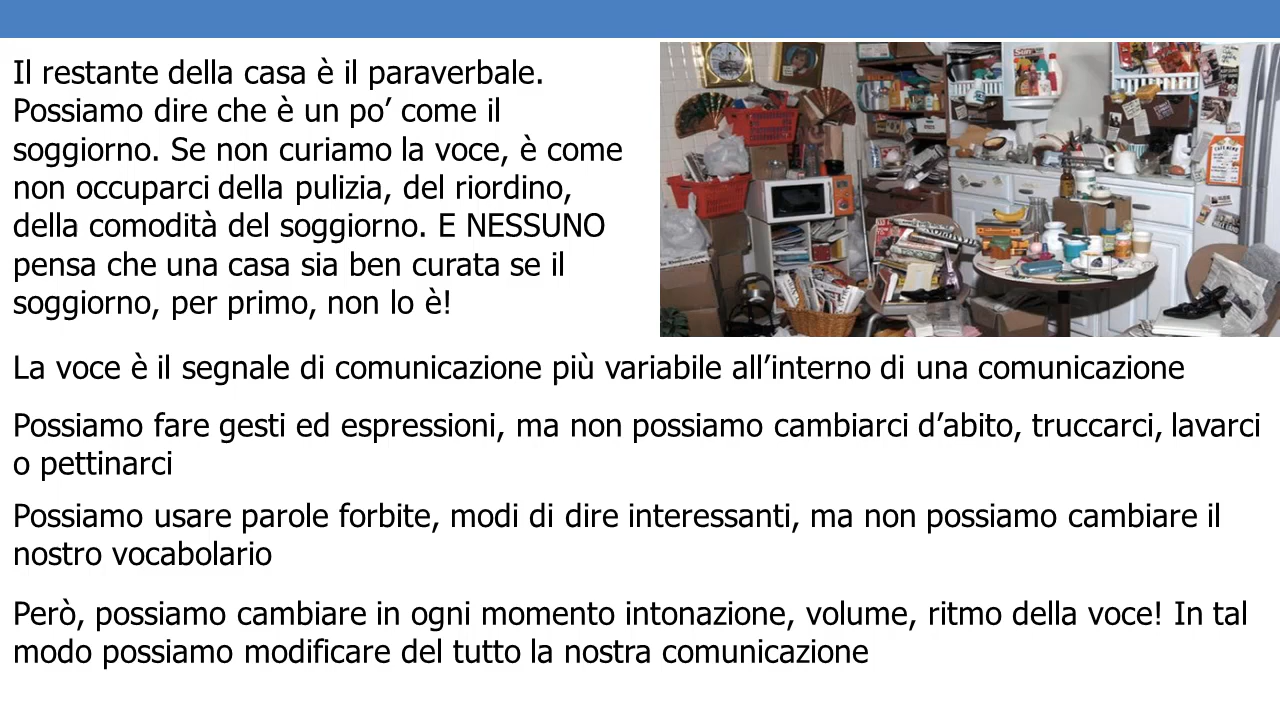 Il restante della casa è il paraverbale.
Possiamo dire che è un po’ come il
soggiorno. Se non curiamo la voce, è come
non occuparci della pulizia, del riordino,
della comodità del soggiorno. E NESSUNO
pensa che una casa sia ben curata se il
soggiorno, per primo, non lo è!
La voce è il segnale di comunicazione più variabile all’interno di una comunicazione
Possiamo fare gesti ed espressioni, ma non possiamo cambiarci d’abito, truccarci, lavarci
o pettinarci
Possiamo usare parole forbite, modi di dire interessanti, ma non possiamo cambiare il
nostro vocabolario
Però, possiamo cambiare in ogni momento intonazione, volume, ritmo della voce! In tal
modo possiamo modificare del tutto la nostra comunicazione